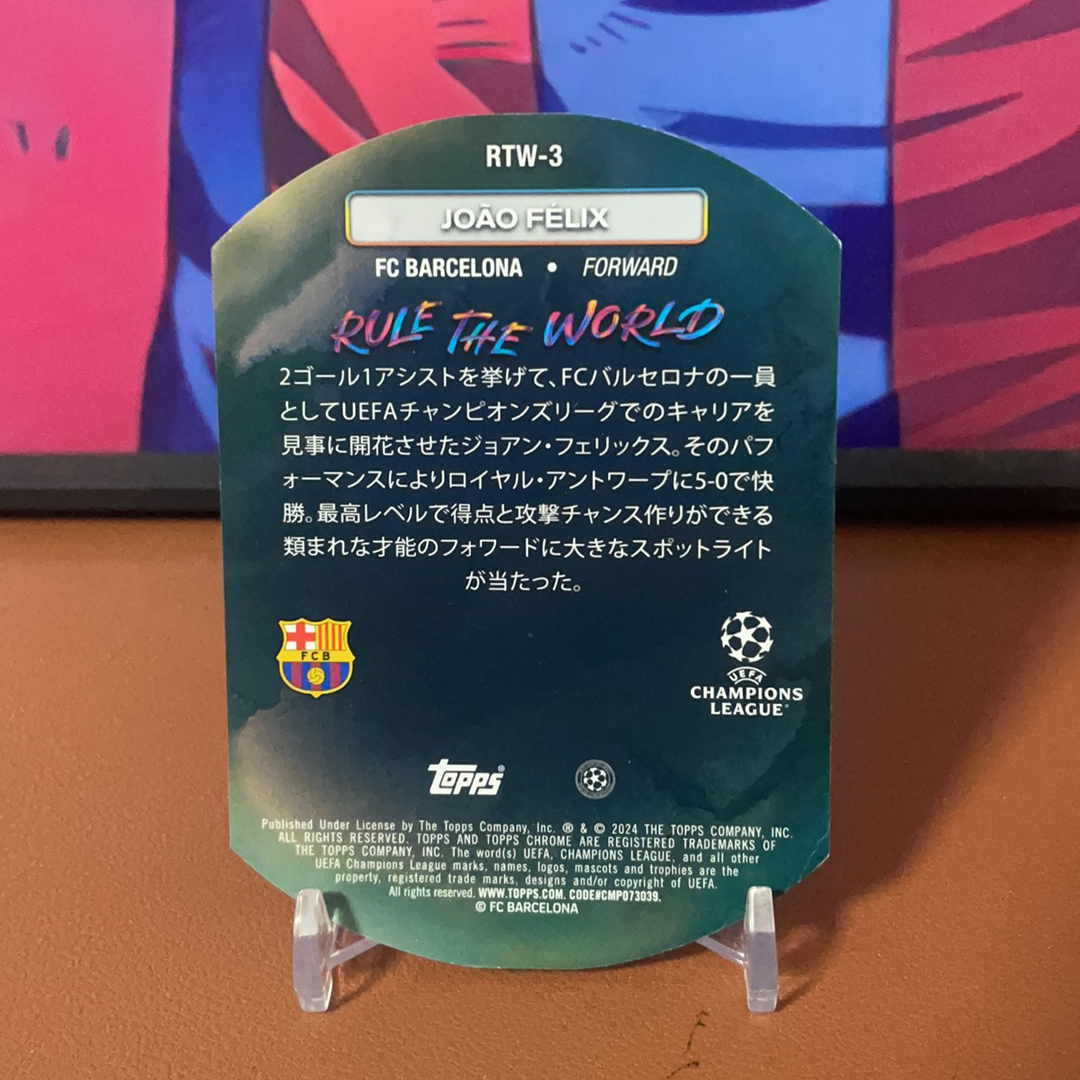 RTW-3
JOÃO FÉLIX
FC BARCELONA • FORWARD
RULE THE WORLD
2ゴール1アシストを挙げて、FCバルセロナの一員
としてUEFAチャンピオンズリーグでのキャリアを
見事に開花させたジョアン・フェリックス。そのパフ
ォーマンスによりロイヤル・アントワープに5-0で快
勝。最高レベルで得点と攻撃チャンス作りができる
類まれな才能のフォワードに大きなスポットライト
が当たった。
FCB
UEFA
CHAMPIONS
LEAGUE®
Topps®
Published Under License by The Topps Company, Inc. ® & © 2024 THE TOPPS COMPANY, INC.
ALL RIGHTS RESERVED. TOPPS AND TOPPS CHROME ARE REGISTERED TRADEMARKS OF
THE TOPPS COMPANY, INC. The word(s) UEFA, CHAMPIONS LEAGUE, and all other
UEFA Champions League marks, names, logos, mascots and trophies are the
property, registered trade marks, designs and/or copyright of UEFA.
All rights reserved. WWW.TOPPS.COM. CODE#CMP073039.
© FC BARCELONA